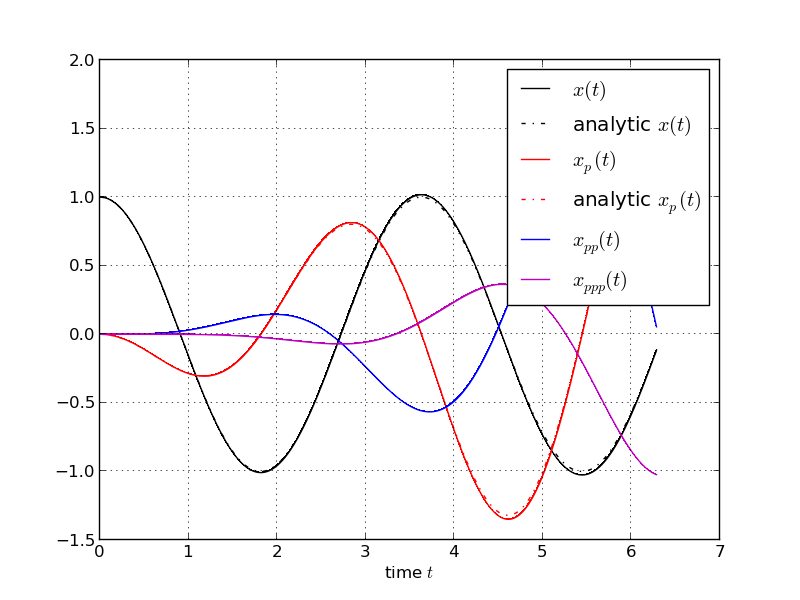 2.0
1.5
1.0
0.5
0.0
−0.5
−1.0
−1.5
0 1 2 3 4 5 6 7
time t
x(t)
analytic x(t)
x_p(t)
analytic x_p(t)
x_pp(t)
x_ppp(t)